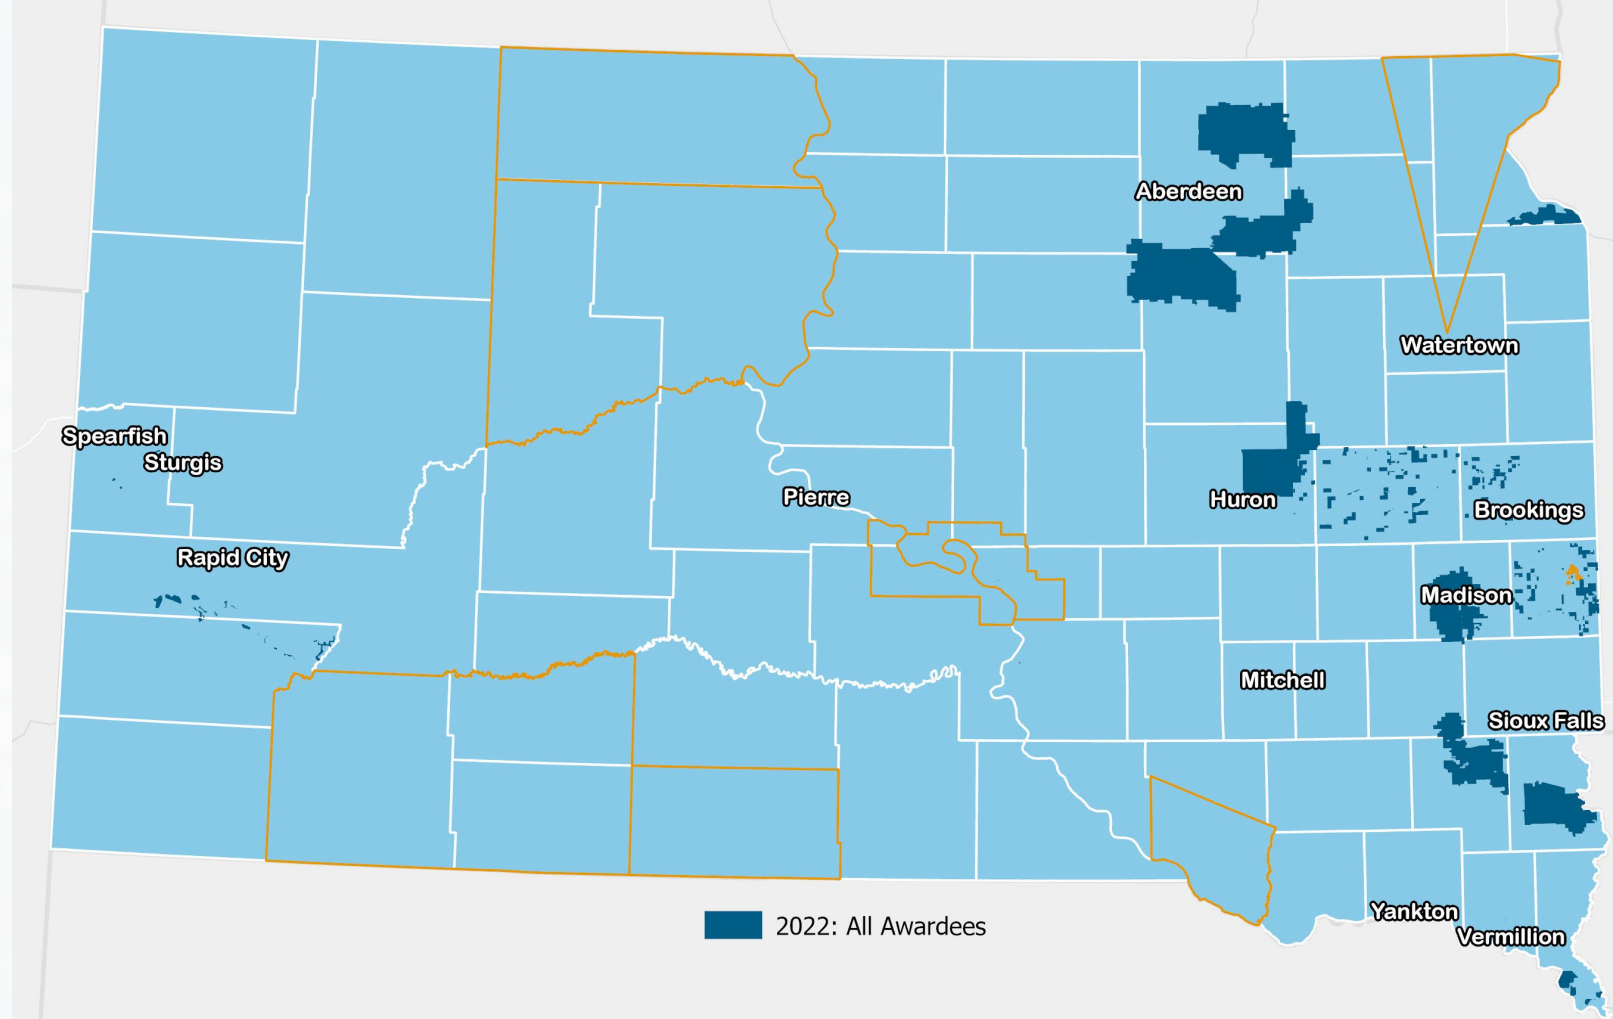 Aberdeen
Watertown
Spearfish
Sturgis
Pierre
Huron
Brookings
Rapid City
Madison
Mitchell
Sioux Falls
Yankton
Vermillion
2022: All Awardees